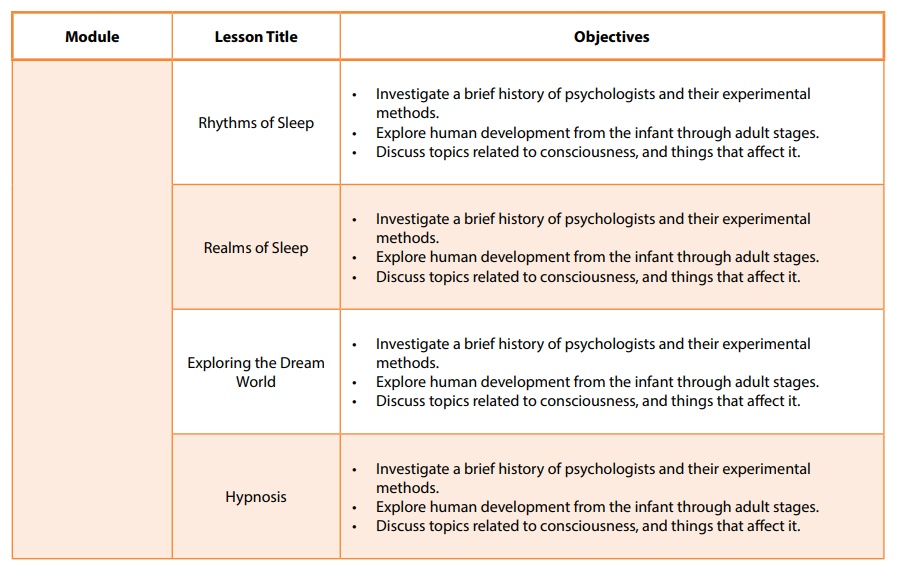 Module Lesson Title Objectives
Rhythms of Sleep
• Investigate a brief history of psychologists and their experimental
methods.
• Explore human development from the infant through adult stages.
• Discuss topics related to consciousness, and things that affect it.
Realms of Sleep
• Investigate a brief history of psychologists and their experimental
methods.
• Explore human development from the infant through adult stages.
• Discuss topics related to consciousness, and things that affect it.
Exploring the Dream
World
• Investigate a brief history of psychologists and their experimental
methods.
• Explore human development from the infant through adult stages.
• Discuss topics related to consciousness, and things that affect it.
Hypnosis
• Investigate a brief history of psychologists and their experimental
methods.
• Explore human development from the infant through adult stages.
• Discuss topics related to consciousness, and things that affect it.